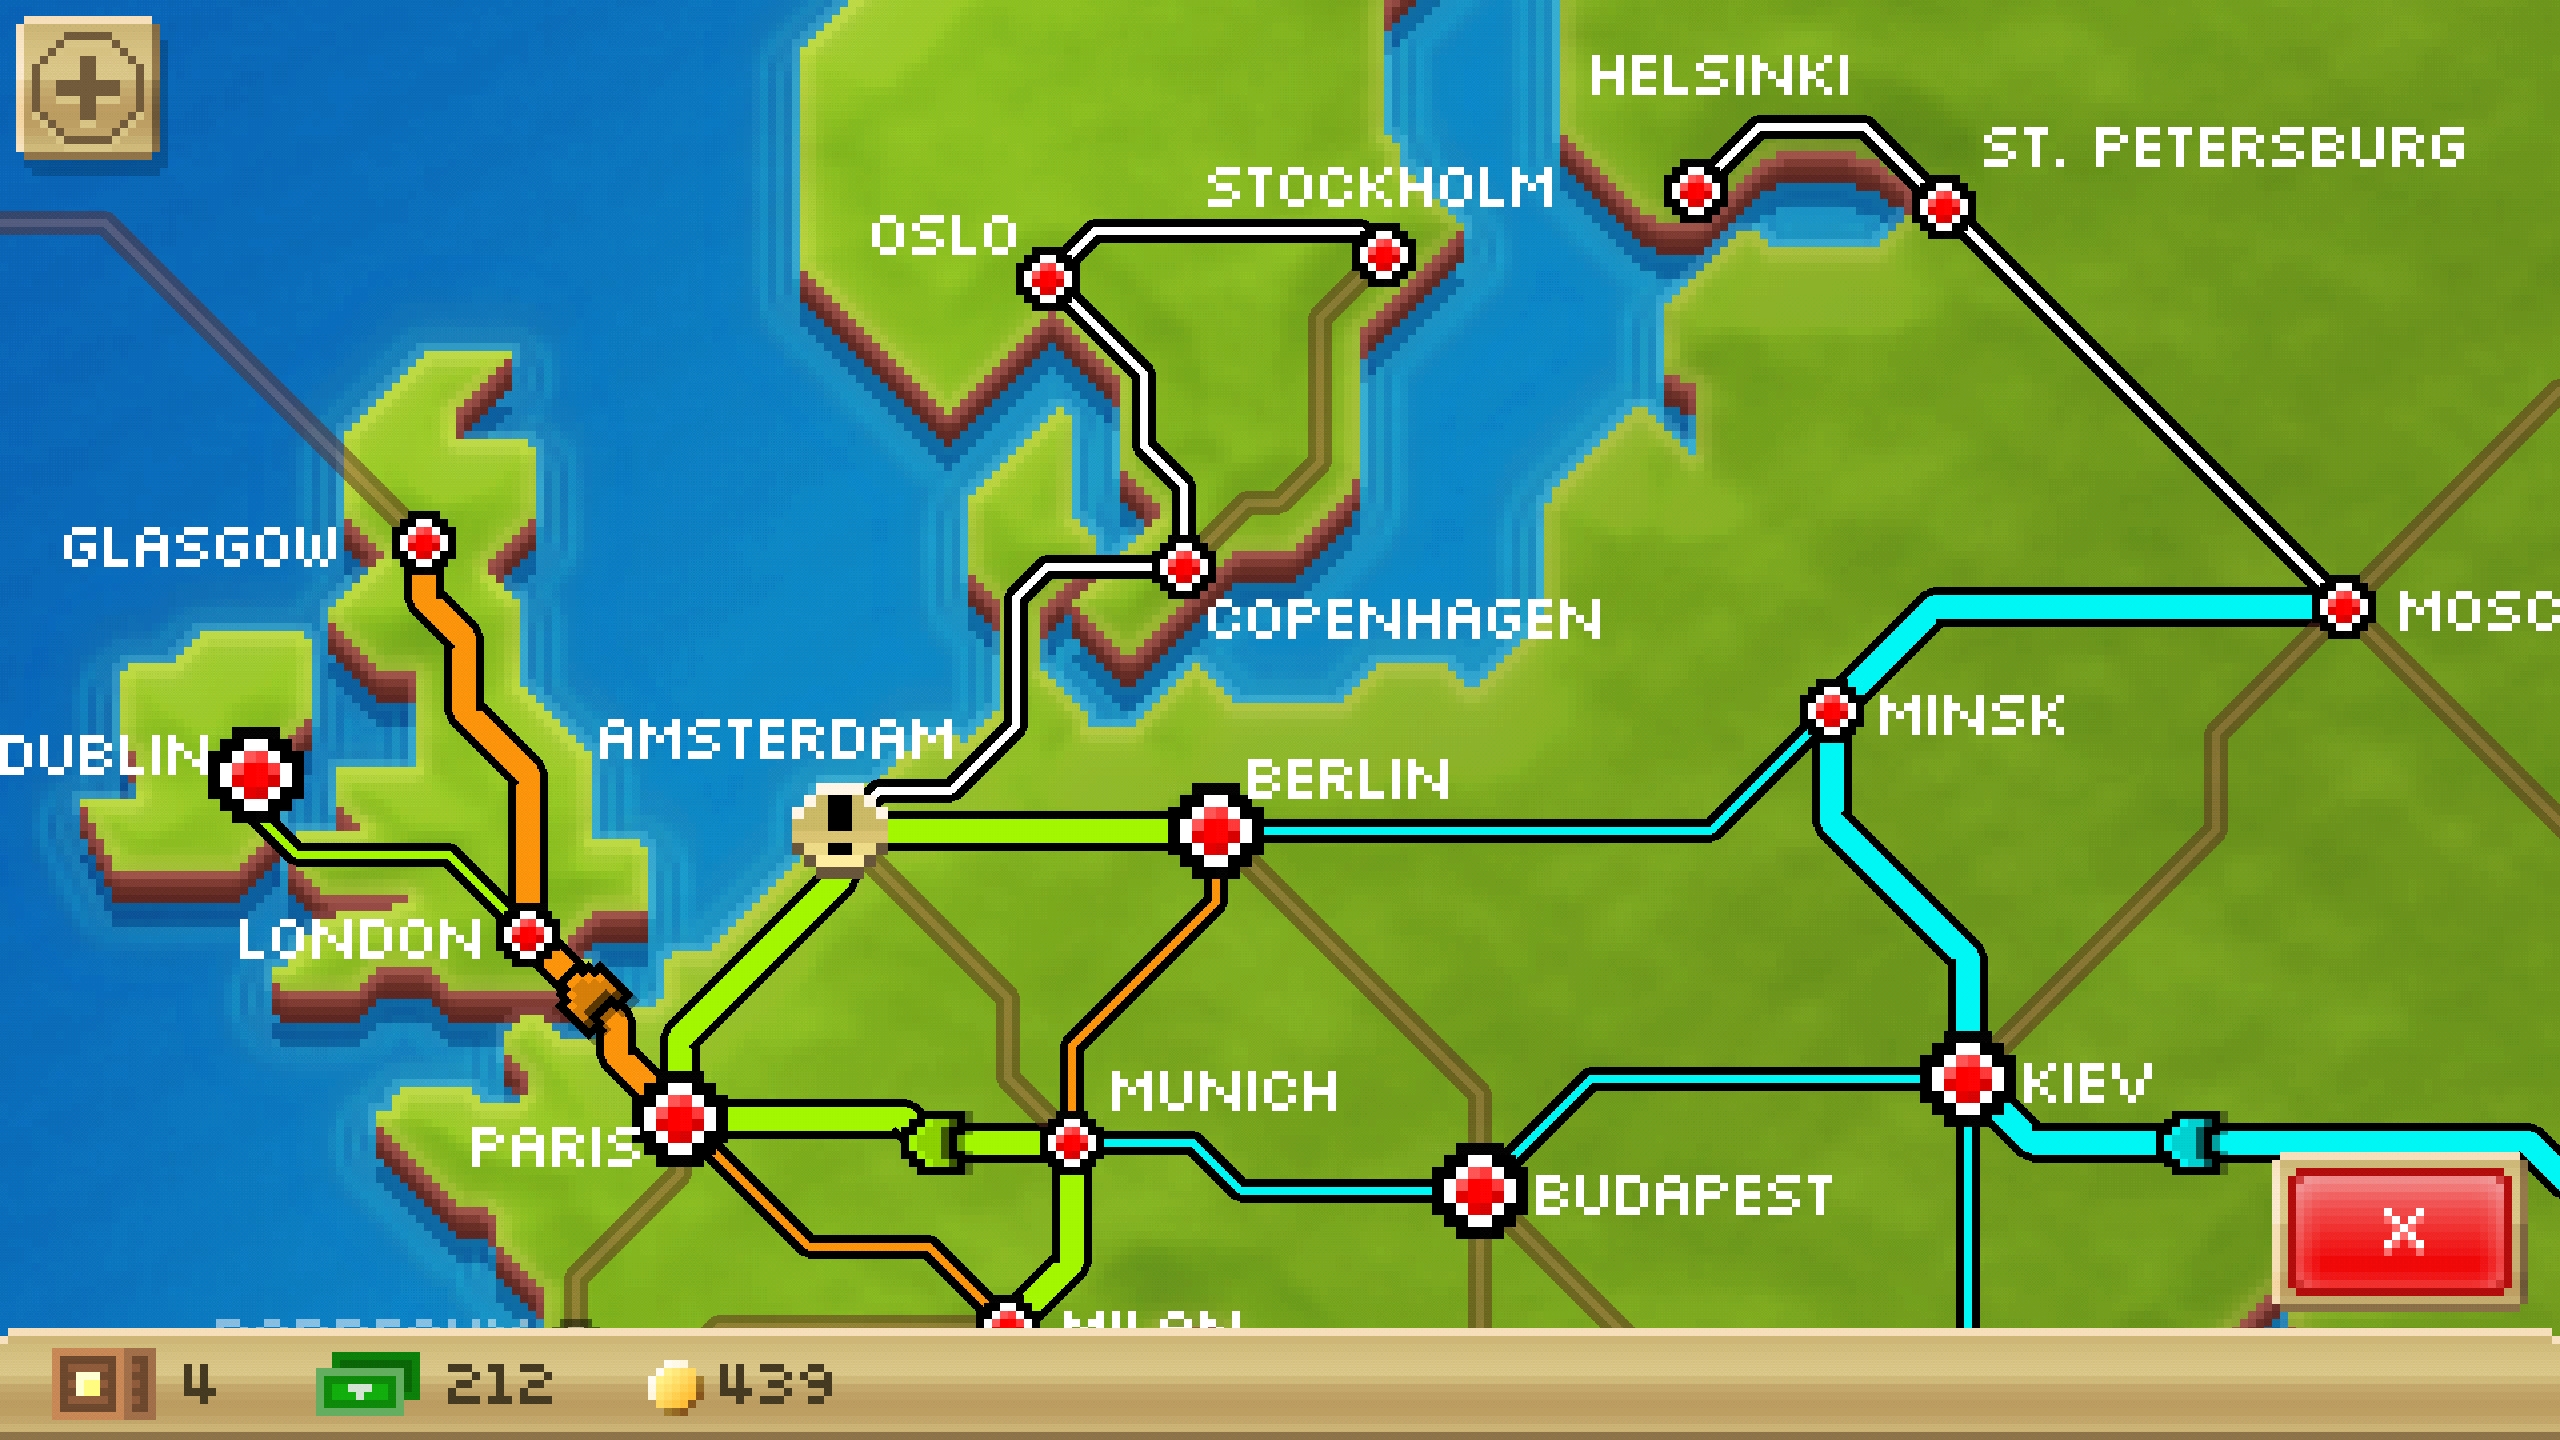 HELSINKI
ST. PETERSBURG
STOCKHOLM
OSLO
GLASGOW
MOSC
COPENHAGEN
MINSK
AMSTERDAM
DUBLIN
BERLIN
LONDON
KIEV
MUNICH
PARIS
BUDAPEST
X
MILAN
4 212 439